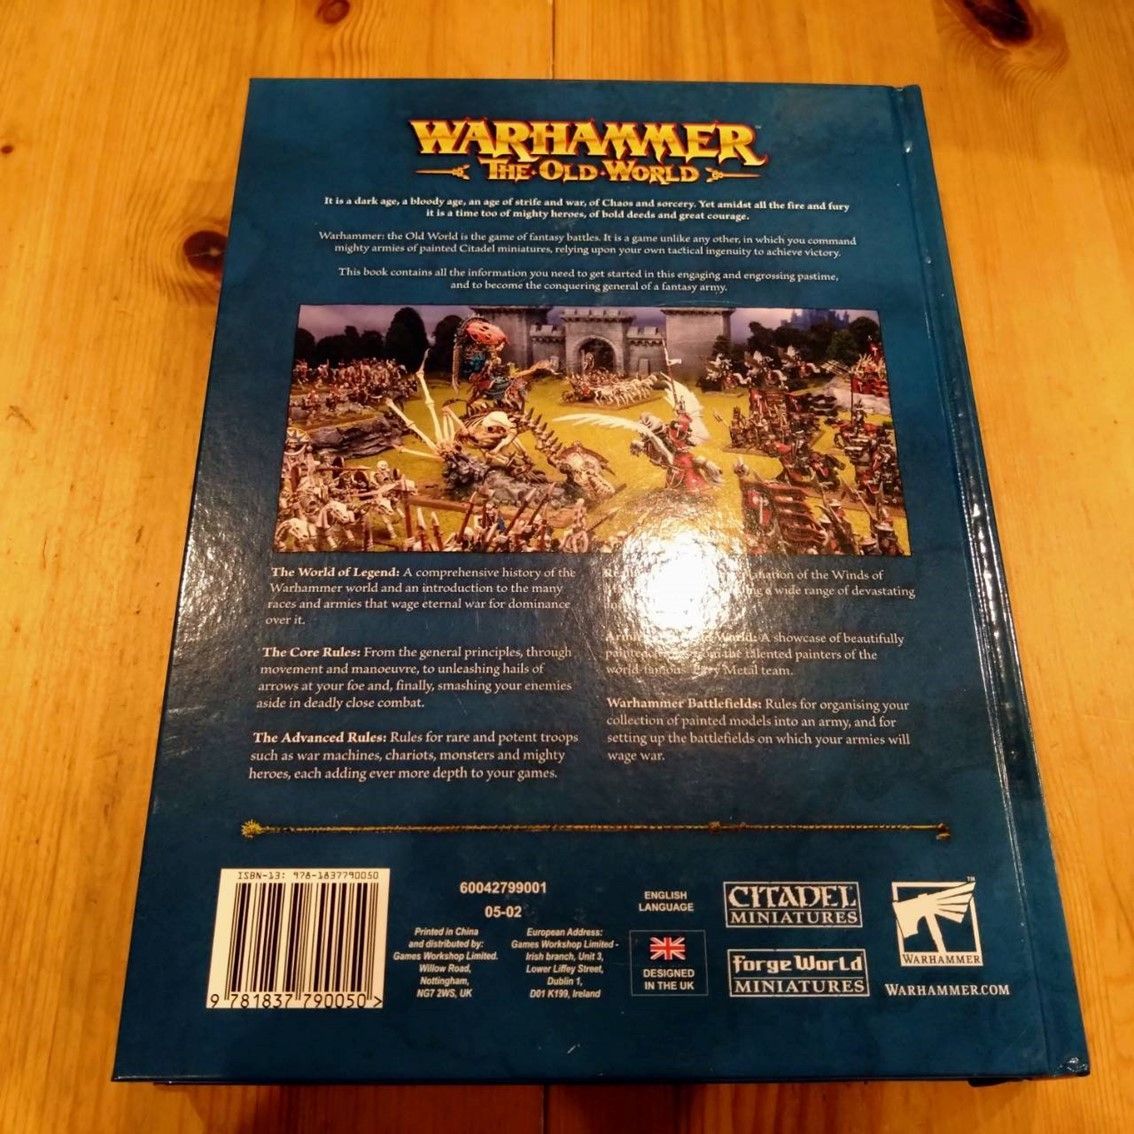 WARHAMMER™
THE OLD WORLD
It is a dark age, a bloody age, an age of strife and war, of Chaos and sorcery. Yet amidst all the fire and fury
it is a time too of mighty heroes, of bold deeds and great courage.
Warhammer: the Old World is the game of fantasy battles. It is a game unlike any other, in which you command
mighty armies of painted Citadel miniatures, relying upon your own tactical ingenuity to achieve victory.
This book contains all the information you need to get started in this engaging and engrossing pastime,
and to become the conquering general of a fantasy army.
The World of Legend: A comprehensive history of the
Warhammer world and an introduction to the many
races and armies that wage eternal war for dominance
over it.
The Core Rules: From the general principles, through
movement and manoeuvre, to unleashing hails of
arrows at your foe and, finally, smashing your enemies
aside in deadly close combat.
The Advanced Rules: Rules for rare and potent troops
such as war machines, chariots, monsters and mighty
heroes, each adding ever more depth to your games.
of the Winds of
a wide range of devastating
World: A showcase of beautifully
the talented painters of the
Metal team.
Warhammer Battlefields: Rules for organising your
collection of painted models into an army, and for
setting up the battlefields on which your armies will
wage war.
ISBN-13: 978-1837790050
9 781837 790050 >
60042799001
05-02
Printed in China
and distributed by:
Games Workshop Limited.
Willow Road,
Nottingham,
NG7 2WS, UK
European Address:
Games Workshop Limited -
Irish branch, Unit 3,
Lower Liffey Street,
Dublin 1,
D01 K199, Ireland
ENGLISH
LANGUAGE
DESIGNED
IN THE UK
CITADEL
MINIATURES
Forge World
MINIATURES
™
WARHAMMER
WARHAMMER.COM